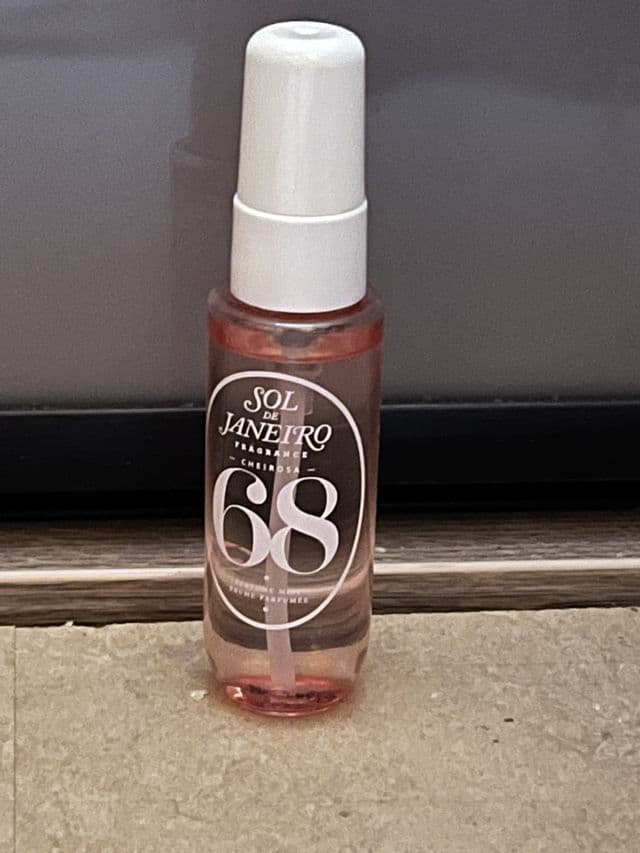 SOL
DE
JANEIRO
FRAGRANCE
– CHEIROSA –
68
PERFUME MIST
BRUME PARFUMÉE